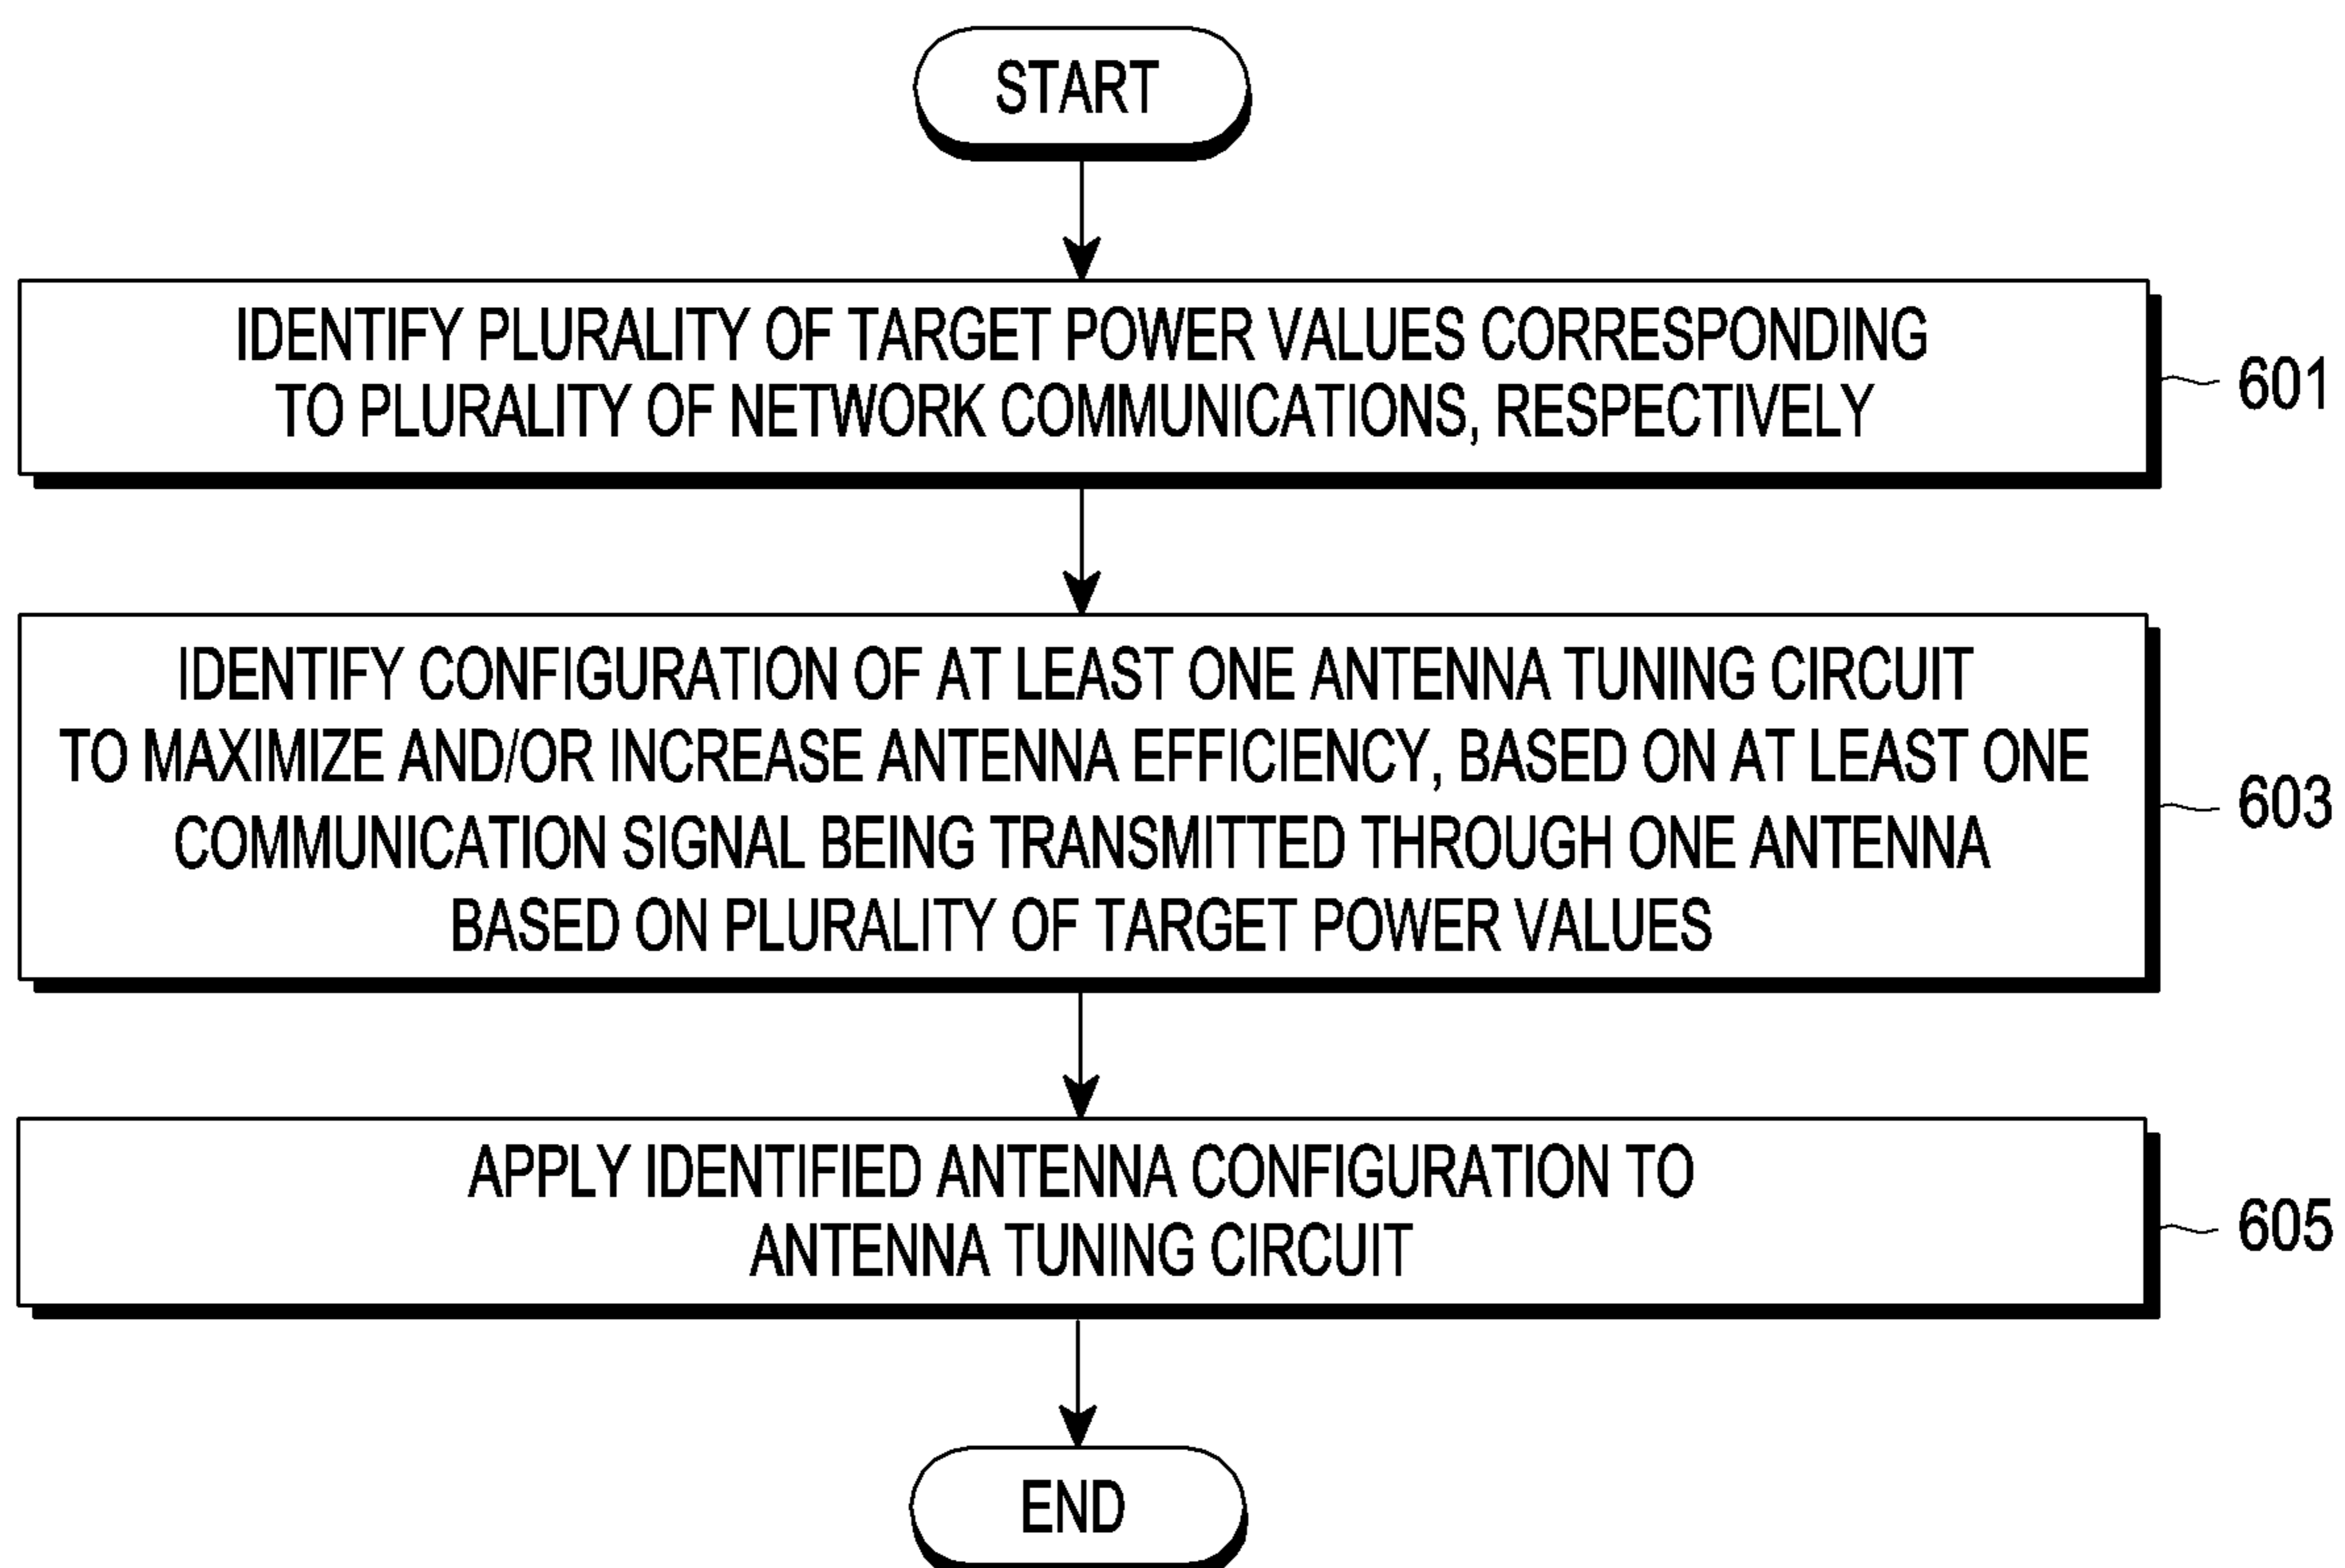 START
IDENTIFY PLURALITY OF TARGET POWER VALUES CORRESPONDING
TO PLURALITY OF NETWORK COMMUNICATIONS, RESPECTIVELY
601
IDENTIFY CONFIGURATION OF AT LEAST ONE ANTENNA TUNING CIRCUIT
TO MAXIMIZE AND/OR INCREASE ANTENNA EFFICIENCY, BASED ON AT LEAST ONE
COMMUNICATION SIGNAL BEING TRANSMITTED THROUGH ONE ANTENNA
BASED ON PLURALITY OF TARGET POWER VALUES
603
APPLY IDENTIFIED ANTENNA CONFIGURATION TO
ANTENNA TUNING CIRCUIT
605
END